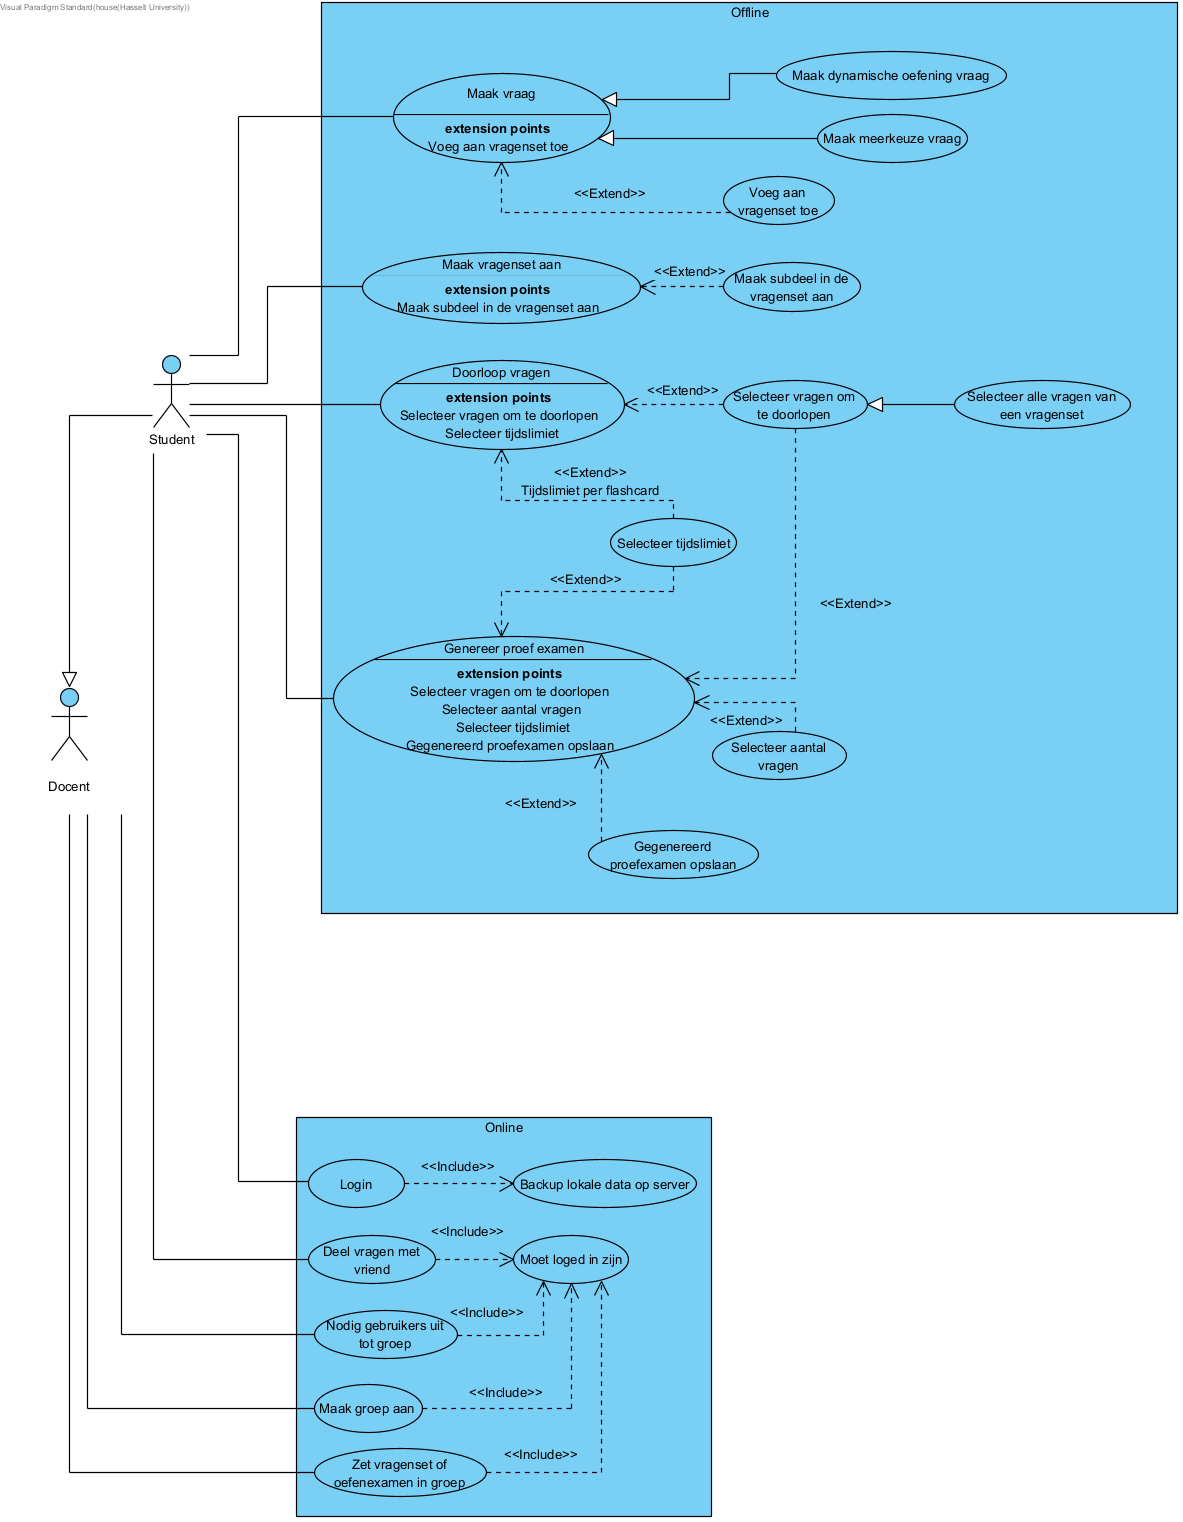 Visual Paradigm Standard(house(Hasselt University))
Offline
Maak vraag
extension points
Voeg aan vragenset toe
Maak dynamische oefening vraag
Maak meerkeuze vraag
<<Extend>>
Voeg aan
vragenset toe
Maak vragenset aan
extension points
Maak subdeel in de vragenset aan
<<Extend>>
Maak subdeel in de
vragenset aan
Doorloop vragen
extension points
Selecteer vragen om te doorlopen
Selecteer tijdslimiet
<<Extend>>
Selecteer vragen om
te doorlopen
Selecteer alle vragen van
een vragenset
Student
<<Extend>>
Tijdslimiet per flashcard
Selecteer tijdslimiet
<<Extend>>
<<Extend>>
Genereer proef examen
extension points
Selecteer vragen om te doorlopen
Selecteer aantal vragen
Selecteer tijdslimiet
Gegenereerd proefexamen opslaan
<<Extend>>
Selecteer aantal
vragen
Docent
<<Extend>>
Gegenereerd
proefexamen opslaan
Online
Login
<<Include>>
Backup lokale data op server
Deel vragen met
vriend
<<Include>>
Moet loged in zijn
Nodig gebruikers uit
tot groep
<<Include>>
Maak groep aan
<<Include>>
Zet vragenset of
oefenexamen in groep
<<Include>>